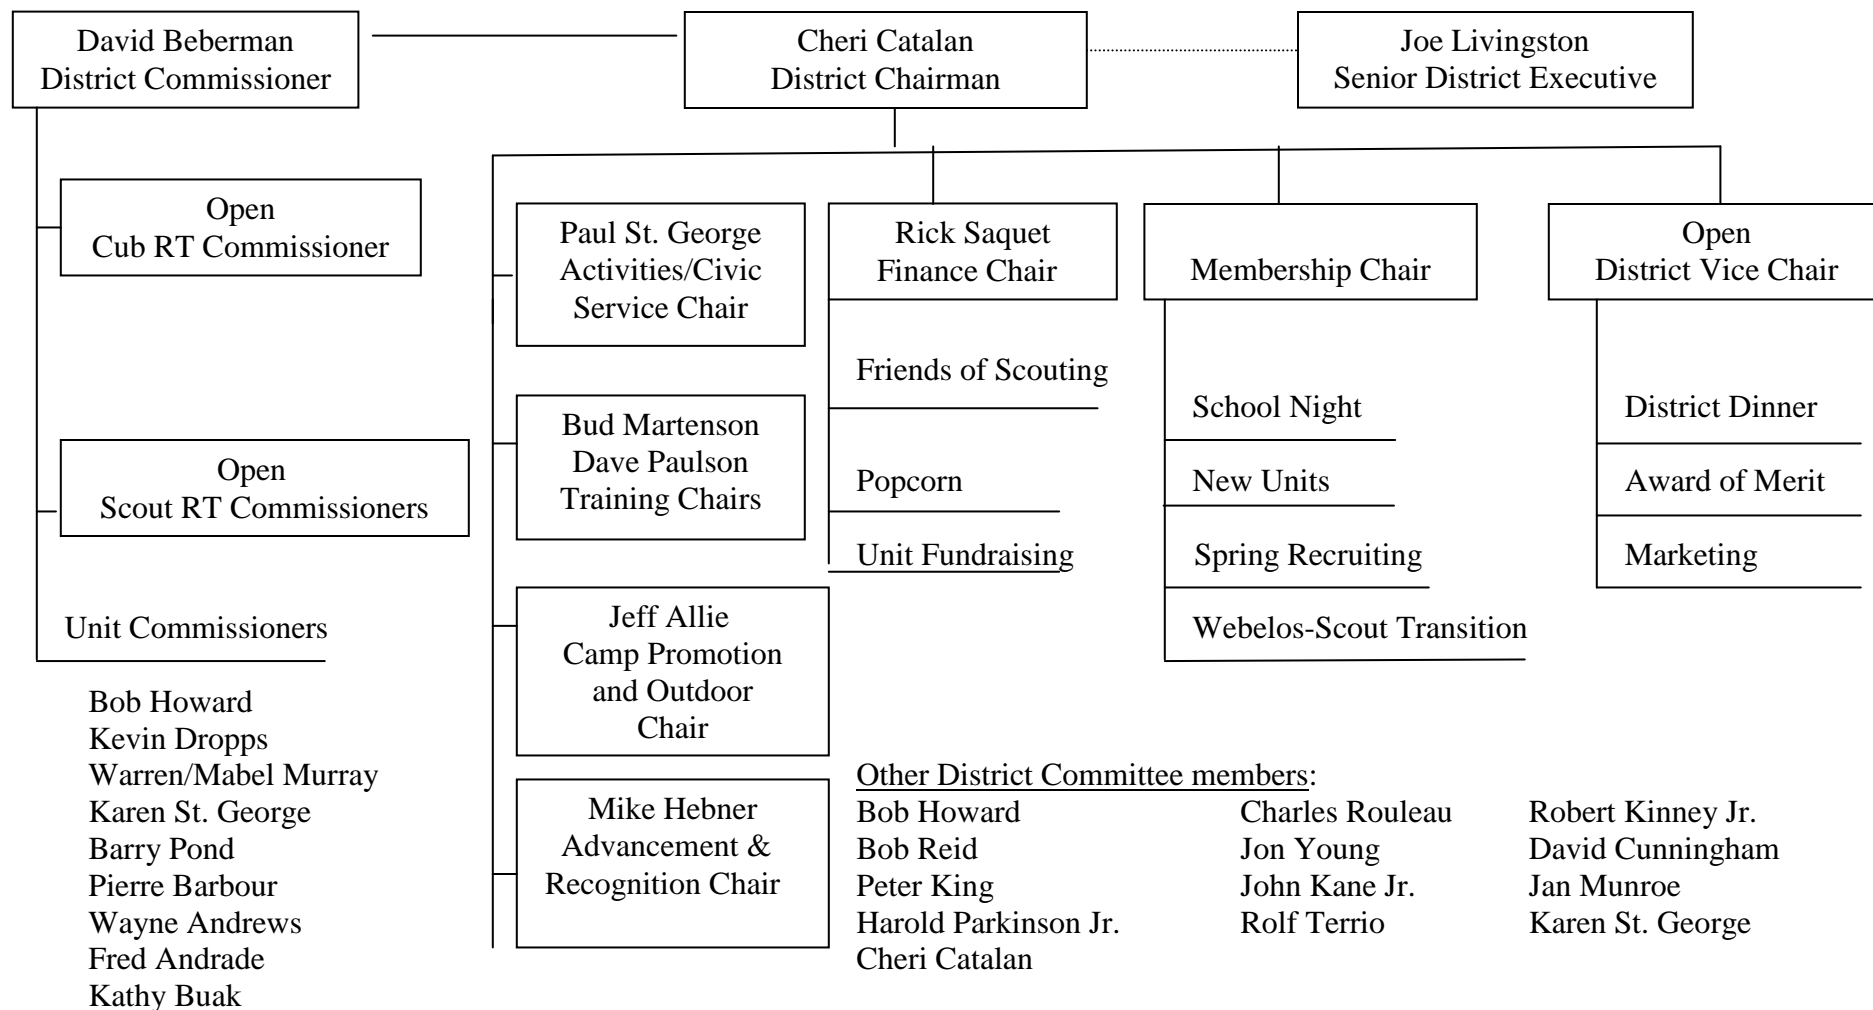 David Beberman
District Commissioner
Cheri Catalan
District Chairman
Joe Livingston
Senior District Executive
Open
Cub RT Commissioner
Open
Scout RT Commissioners
Unit Commissioners
Bob Howard
Kevin Dropps
Warren/Mabel Murray
Karen St. George
Barry Pond
Pierre Barbour
Wayne Andrews
Fred Andrade
Kathy Buak
Paul St. George
Activities/Civic
Service Chair
Bud Martenson
Dave Paulson
Training Chairs
Jeff Allie
Camp Promotion
and Outdoor
Chair
Mike Hebner
Advancement &
Recognition Chair
Rick Saquet
Finance Chair
Friends of Scouting
Popcorn
Unit Fundraising
Membership Chair
School Night
New Units
Spring Recruiting
Webelos-Scout Transition
Open
District Vice Chair
District Dinner
Award of Merit
Marketing
Other District Committee members:
Bob Howard
Bob Reid
Peter King
Harold Parkinson Jr.
Cheri Catalan
Charles Rouleau
Jon Young
John Kane Jr.
Rolf Terrio
Robert Kinney Jr.
David Cunningham
Jan Munroe
Karen St. George